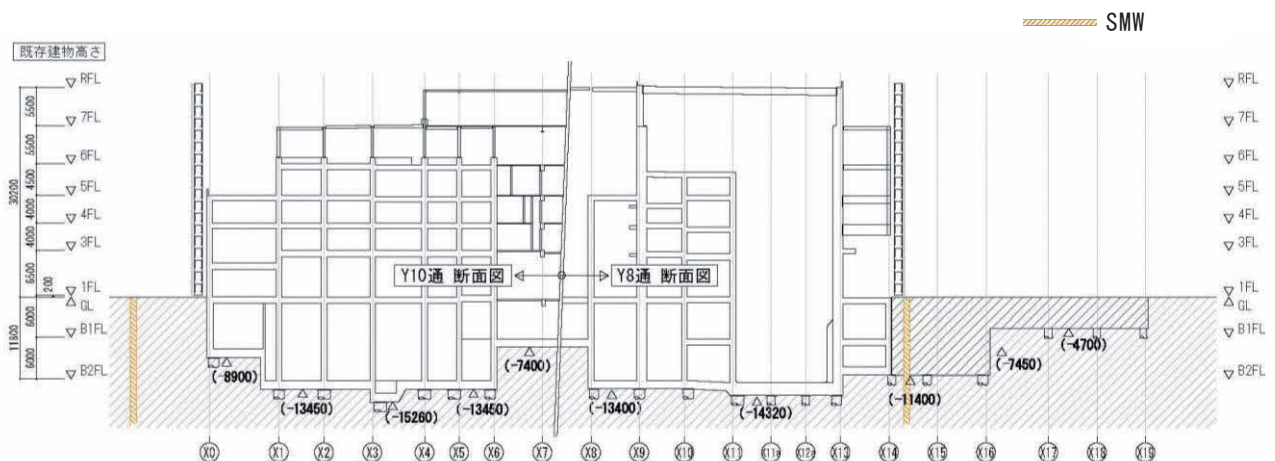 SMW
既存建物高さ
RFL
7FL
6FL
5FL
4FL
3FL
1FL
GL
B1FL
B2FL
5500
5500
4500
4000
4000
6500
200
6000
6000
30200
11800
RFL
7FL
6FL
5FL
4FL
3FL
1FL
GL
B1FL
B2FL
Y10通 断面図
Y8通 断面図
(-8900)
(-13450)
(-15260)
(-13450)
(-7400)
(-13400)
(-14320)
(-11400)
(-7450)
(-4700)
X0 X1 X2 X3 X4 X5 X6 X7 X8 X9 X10 X11 X13 X14 X15 X16 X17 X18 X19